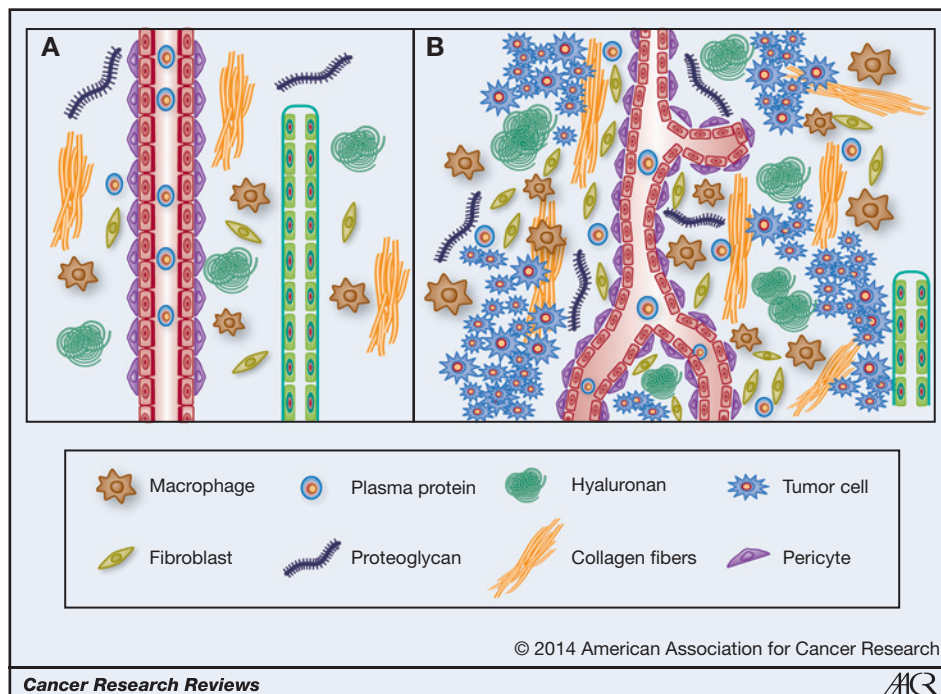 A
B
Macrophage
Plasma protein
Hyaluronan
Tumor cell
Fibroblast
Proteoglycan
Collagen fibers
Pericyte
© 2014 American Association for Cancer Research
Cancer Research Reviews
AACR